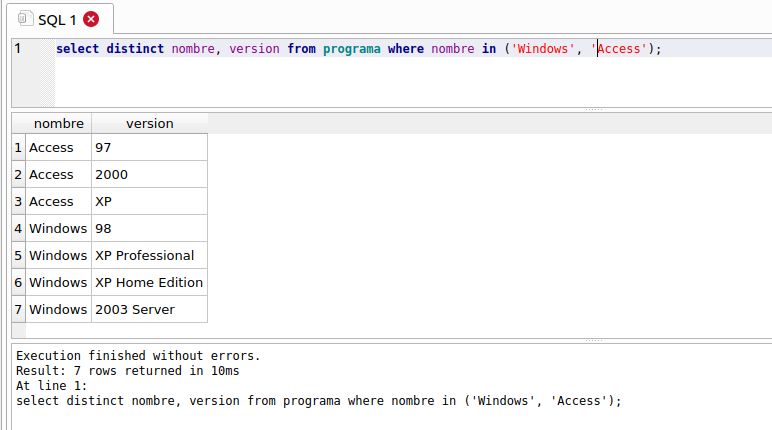 SQL 1
1 select distinct nombre, version from programa where nombre in ('Windows', 'Access');
nombre version
1 Access 97
2 Access 2000
3 Access XP
4 Windows 98
5 Windows XP Professional
6 Windows XP Home Edition
7 Windows 2003 Server
Execution finished without errors.
Result: 7 rows returned in 10ms
At line 1:
select distinct nombre, version from programa where nombre in ('Windows', 'Access');